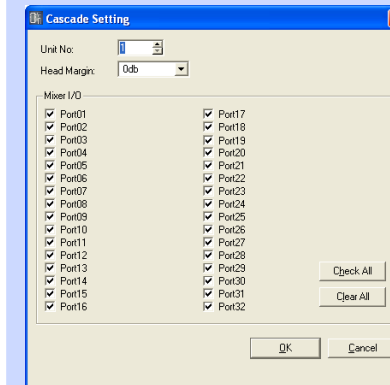 Cascade Setting
Unit No: 1
Head Margin: 0db
Mixer I/O
Port01 Port17
Port02 Port18
Port03 Port19
Port04 Port20
Port05 Port21
Port06 Port22
Port07 Port23
Port08 Port24
Port09 Port25
Port10 Port26
Port11 Port27
Port12 Port28
Port13 Port29
Port14 Port30
Port15 Port31
Port16 Port32
Check All
Clear All
OK Cancel